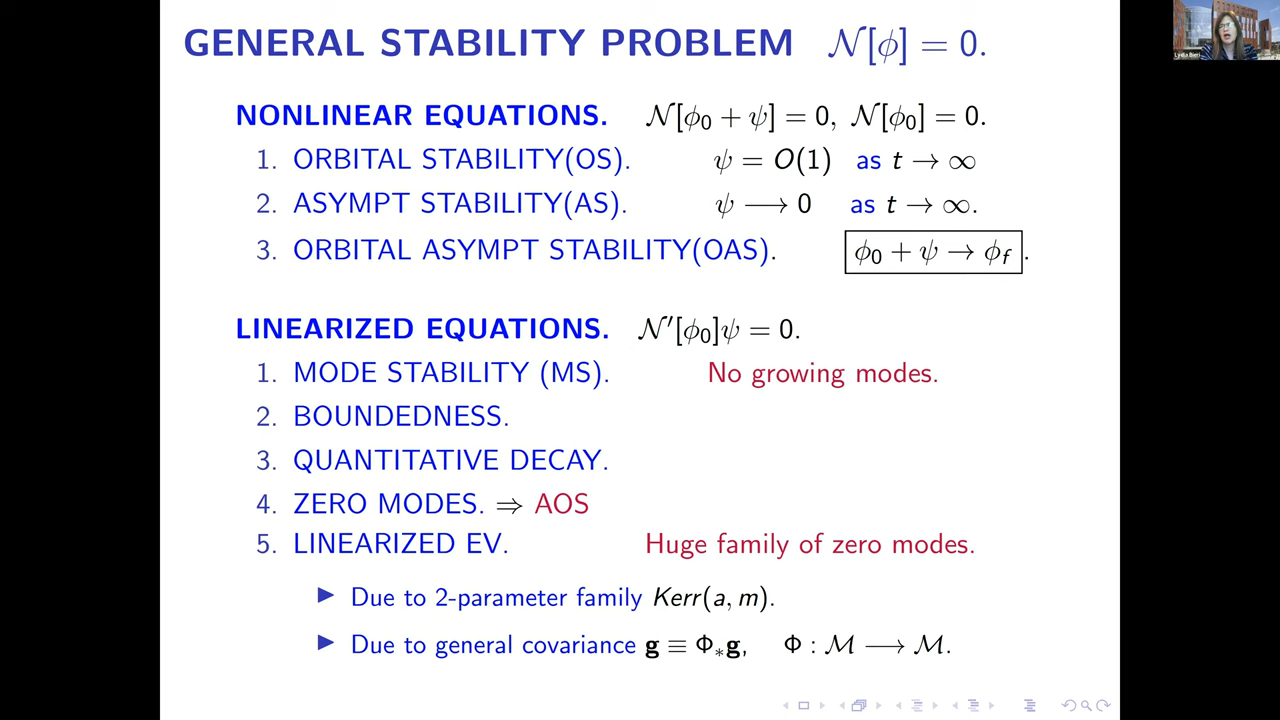 GENERAL STABILITY PROBLEM 𝒩[ϕ] = 0.
Lydia Bieri
NONLINEAR EQUATIONS. 𝒩[ϕ₀ + ψ] = 0, 𝒩[ϕ₀] = 0.
1. ORBITAL STABILITY(OS). ψ = O(1) as t → ∞
2. ASYMPT STABILITY(AS). ψ ⟶ 0 as t → ∞.
3. ORBITAL ASYMPT STABILITY(OAS). ϕ₀ + ψ → ϕ_f .
LINEARIZED EQUATIONS. 𝒩′[ϕ₀]ψ = 0.
1. MODE STABILITY (MS). No growing modes.
2. BOUNDEDNESS.
3. QUANTITATIVE DECAY.
4. ZERO MODES. ⇒ AOS
5. LINEARIZED EV. Huge family of zero modes.
▶ Due to 2-parameter family Kerr(a, m).
▶ Due to general covariance g ≡ Φ∗g, Φ : ℳ ⟶ ℳ.